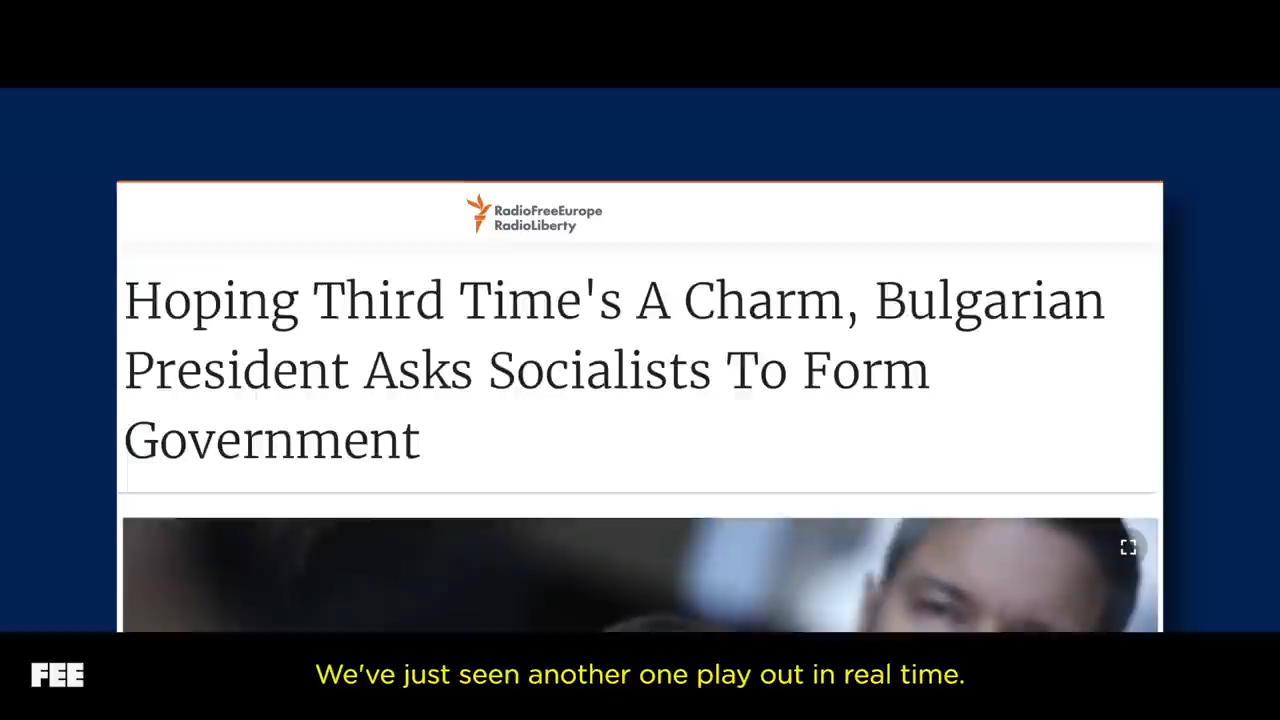 RadioFreeEurope
RadioLiberty
Hoping Third Time's A Charm, Bulgarian
President Asks Socialists To Form
Government
FEE
We've just seen another one play out in real time.